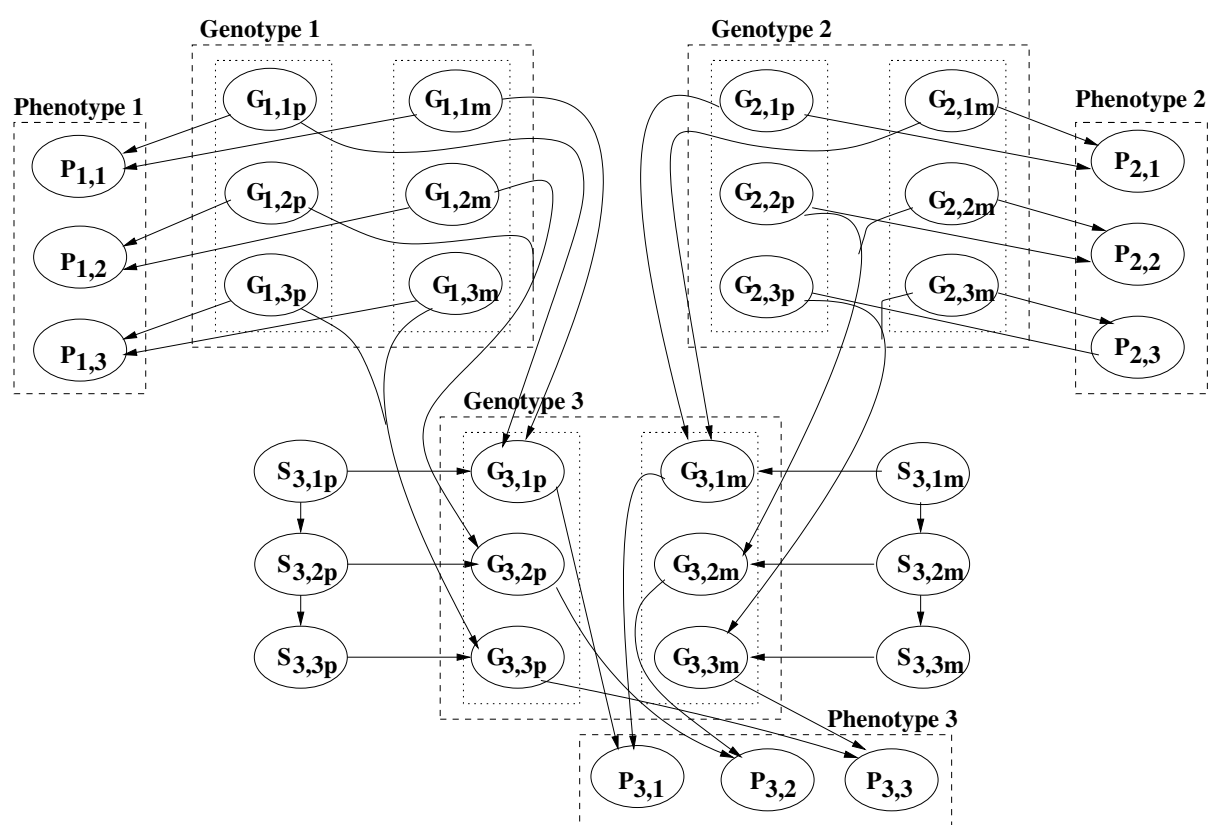 Genotype 1
Genotype 2
Phenotype 1
Phenotype 2
G1,1p
G1,1m
G2,1p
G2,1m
P1,1
P2,1
G1,2p
G1,2m
G2,2p
G2,2m
P1,2
P2,2
G1,3p
G1,3m
G2,3p
G2,3m
P1,3
P2,3
Genotype 3
S3,1p
G3,1p
G3,1m
S3,1m
S3,2p
G3,2p
G3,2m
S3,2m
S3,3p
G3,3p
G3,3m
S3,3m
Phenotype 3
P3,1
P3,2
P3,3